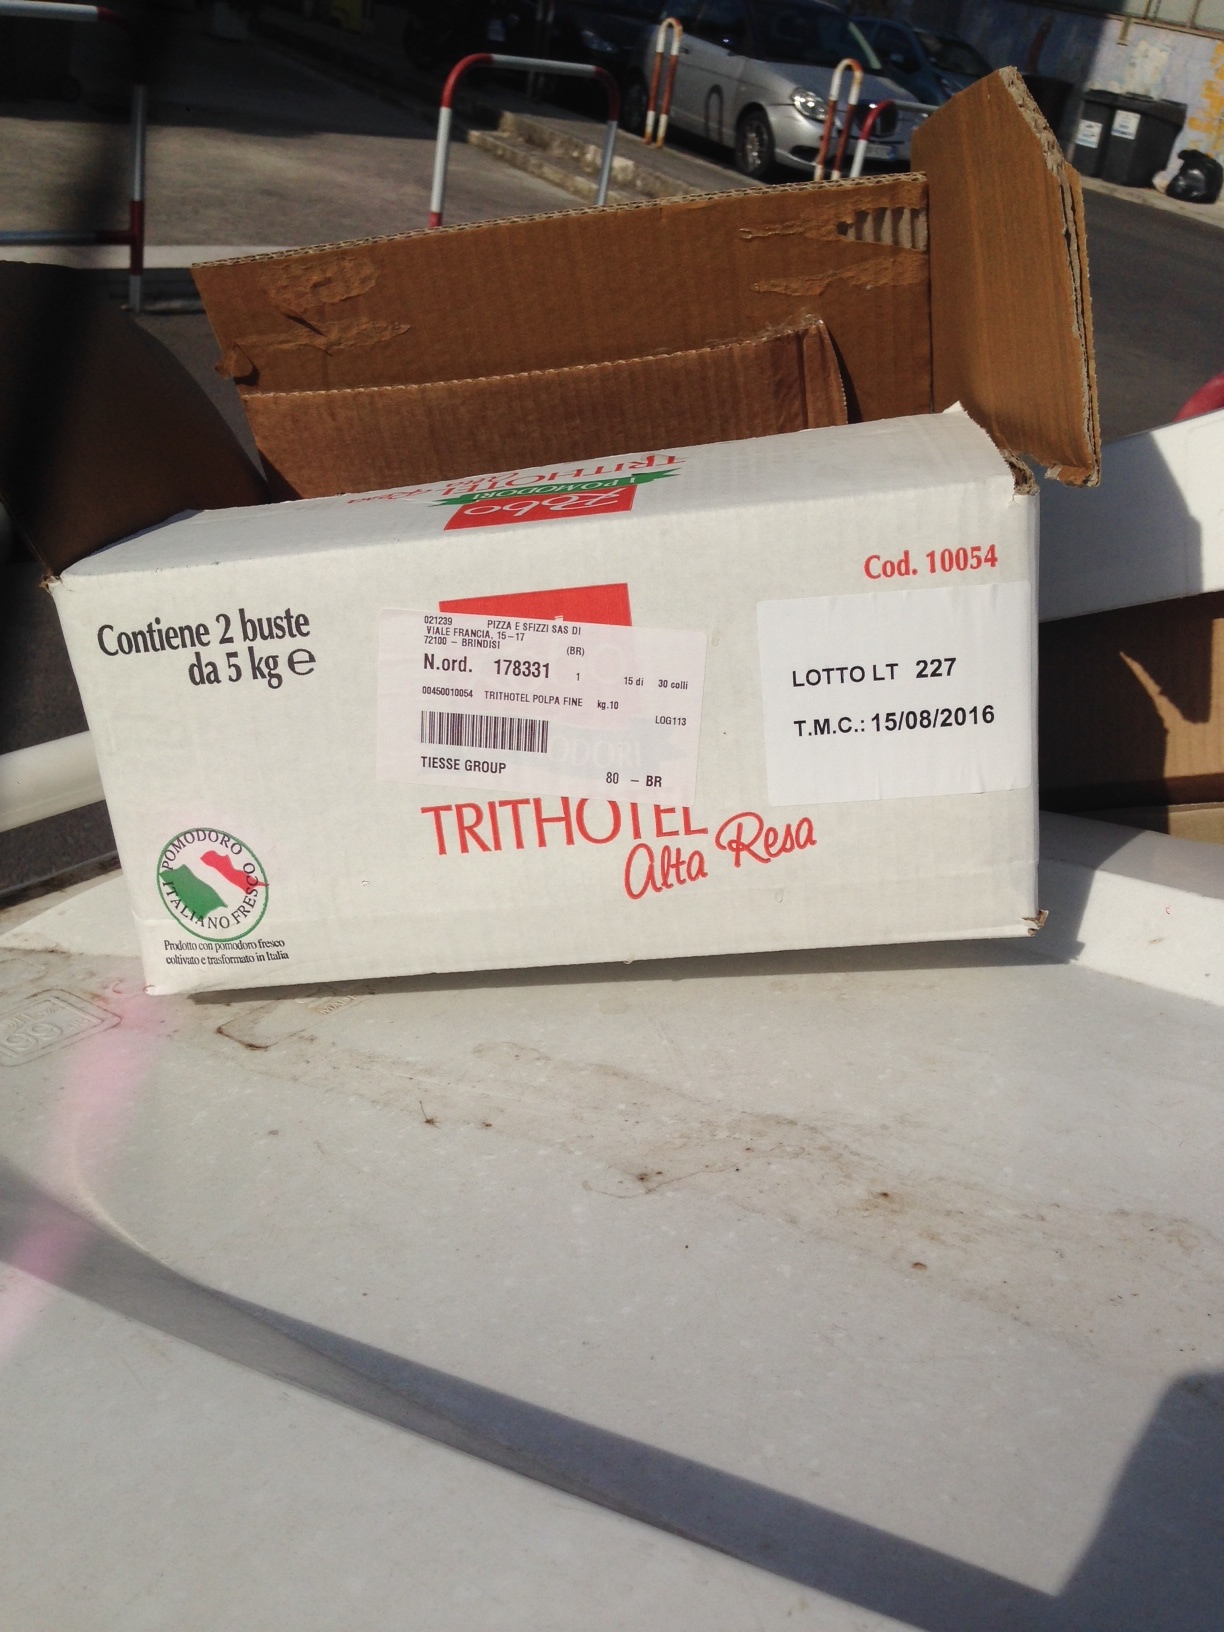 Robo
I POMODORI
TRITHOTEL
Cod. 10054
Contiene 2 buste
da 5 kg ℮
021239 PIZZA E SFIZZI SAS DI
VIALE FRANCIA, 15-17
72100 - BRINDISI (BR)
N.ord. 178331 1 15 di 30 colli
00450010054 TRITHOTEL POLPA FINE kg.10
LOG113
TIESSE GROUP 80 - BR
LOTTO LT 227
T.M.C.: 15/08/2016
TRITHOTEL
Alta Resa
POMODORO FRESCO
ITALIANO
Prodotto con pomodoro fresco
coltivato e trasformato in Italia